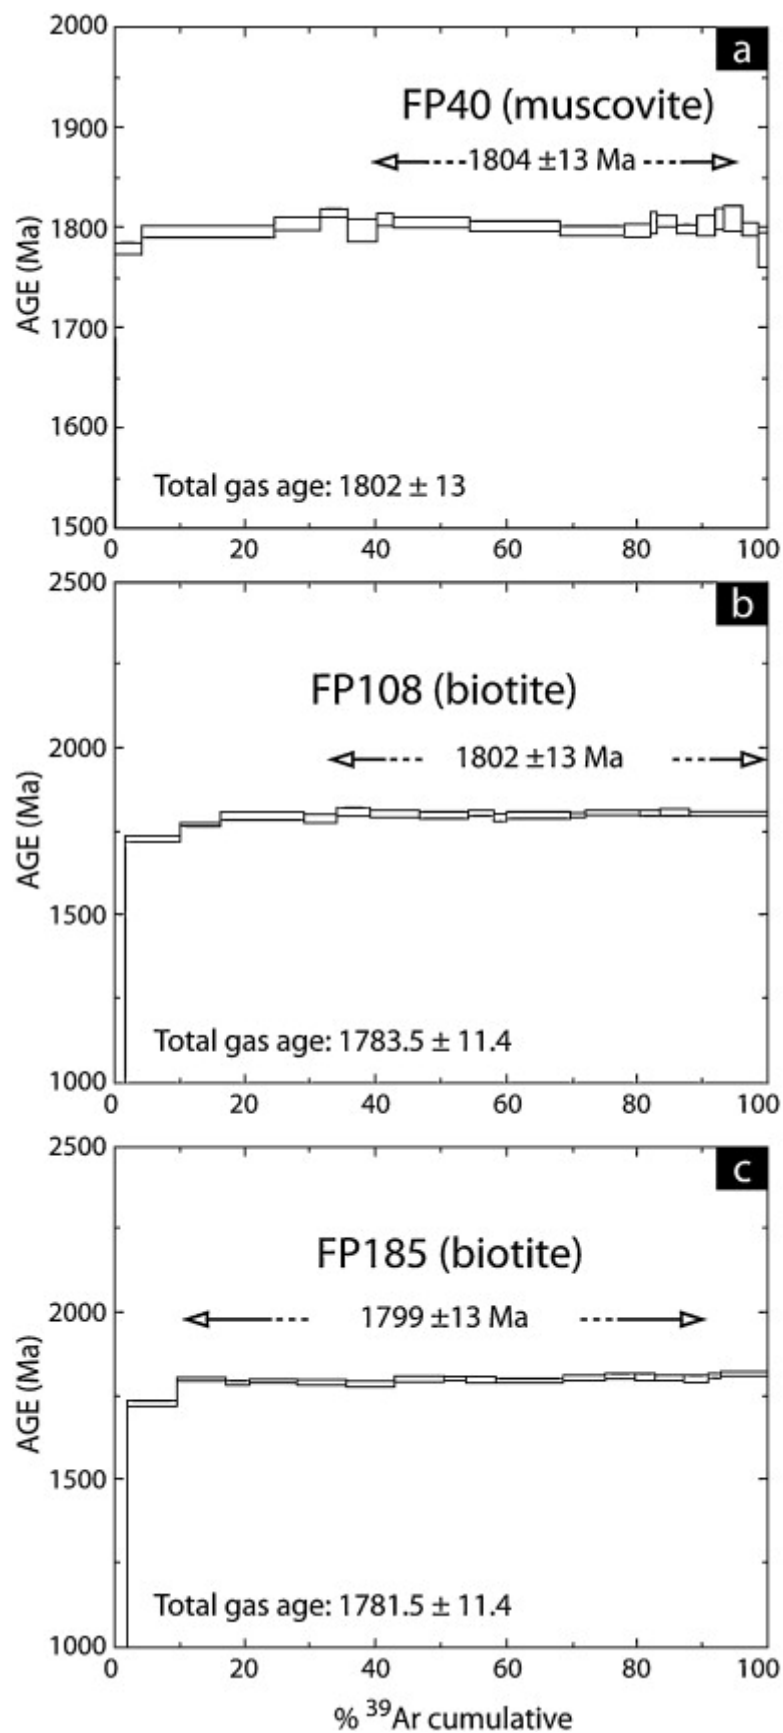 2000
a
FP40 (muscovite)
1900
1804 ±13 Ma
1800
AGE (Ma)
1700
1600
Total gas age: 1802 ± 13
1500
0 20 40 60 80 100
2500
b
FP108 (biotite)
2000
1802 ±13 Ma
AGE (Ma)
1500
Total gas age: 1783.5 ± 11.4
1000
0 20 40 60 80 100
2500
c
FP185 (biotite)
2000
1799 ±13 Ma
AGE (Ma)
1500
Total gas age: 1781.5 ± 11.4
1000
0 20 40 60 80 100
% ³⁹Ar cumulative